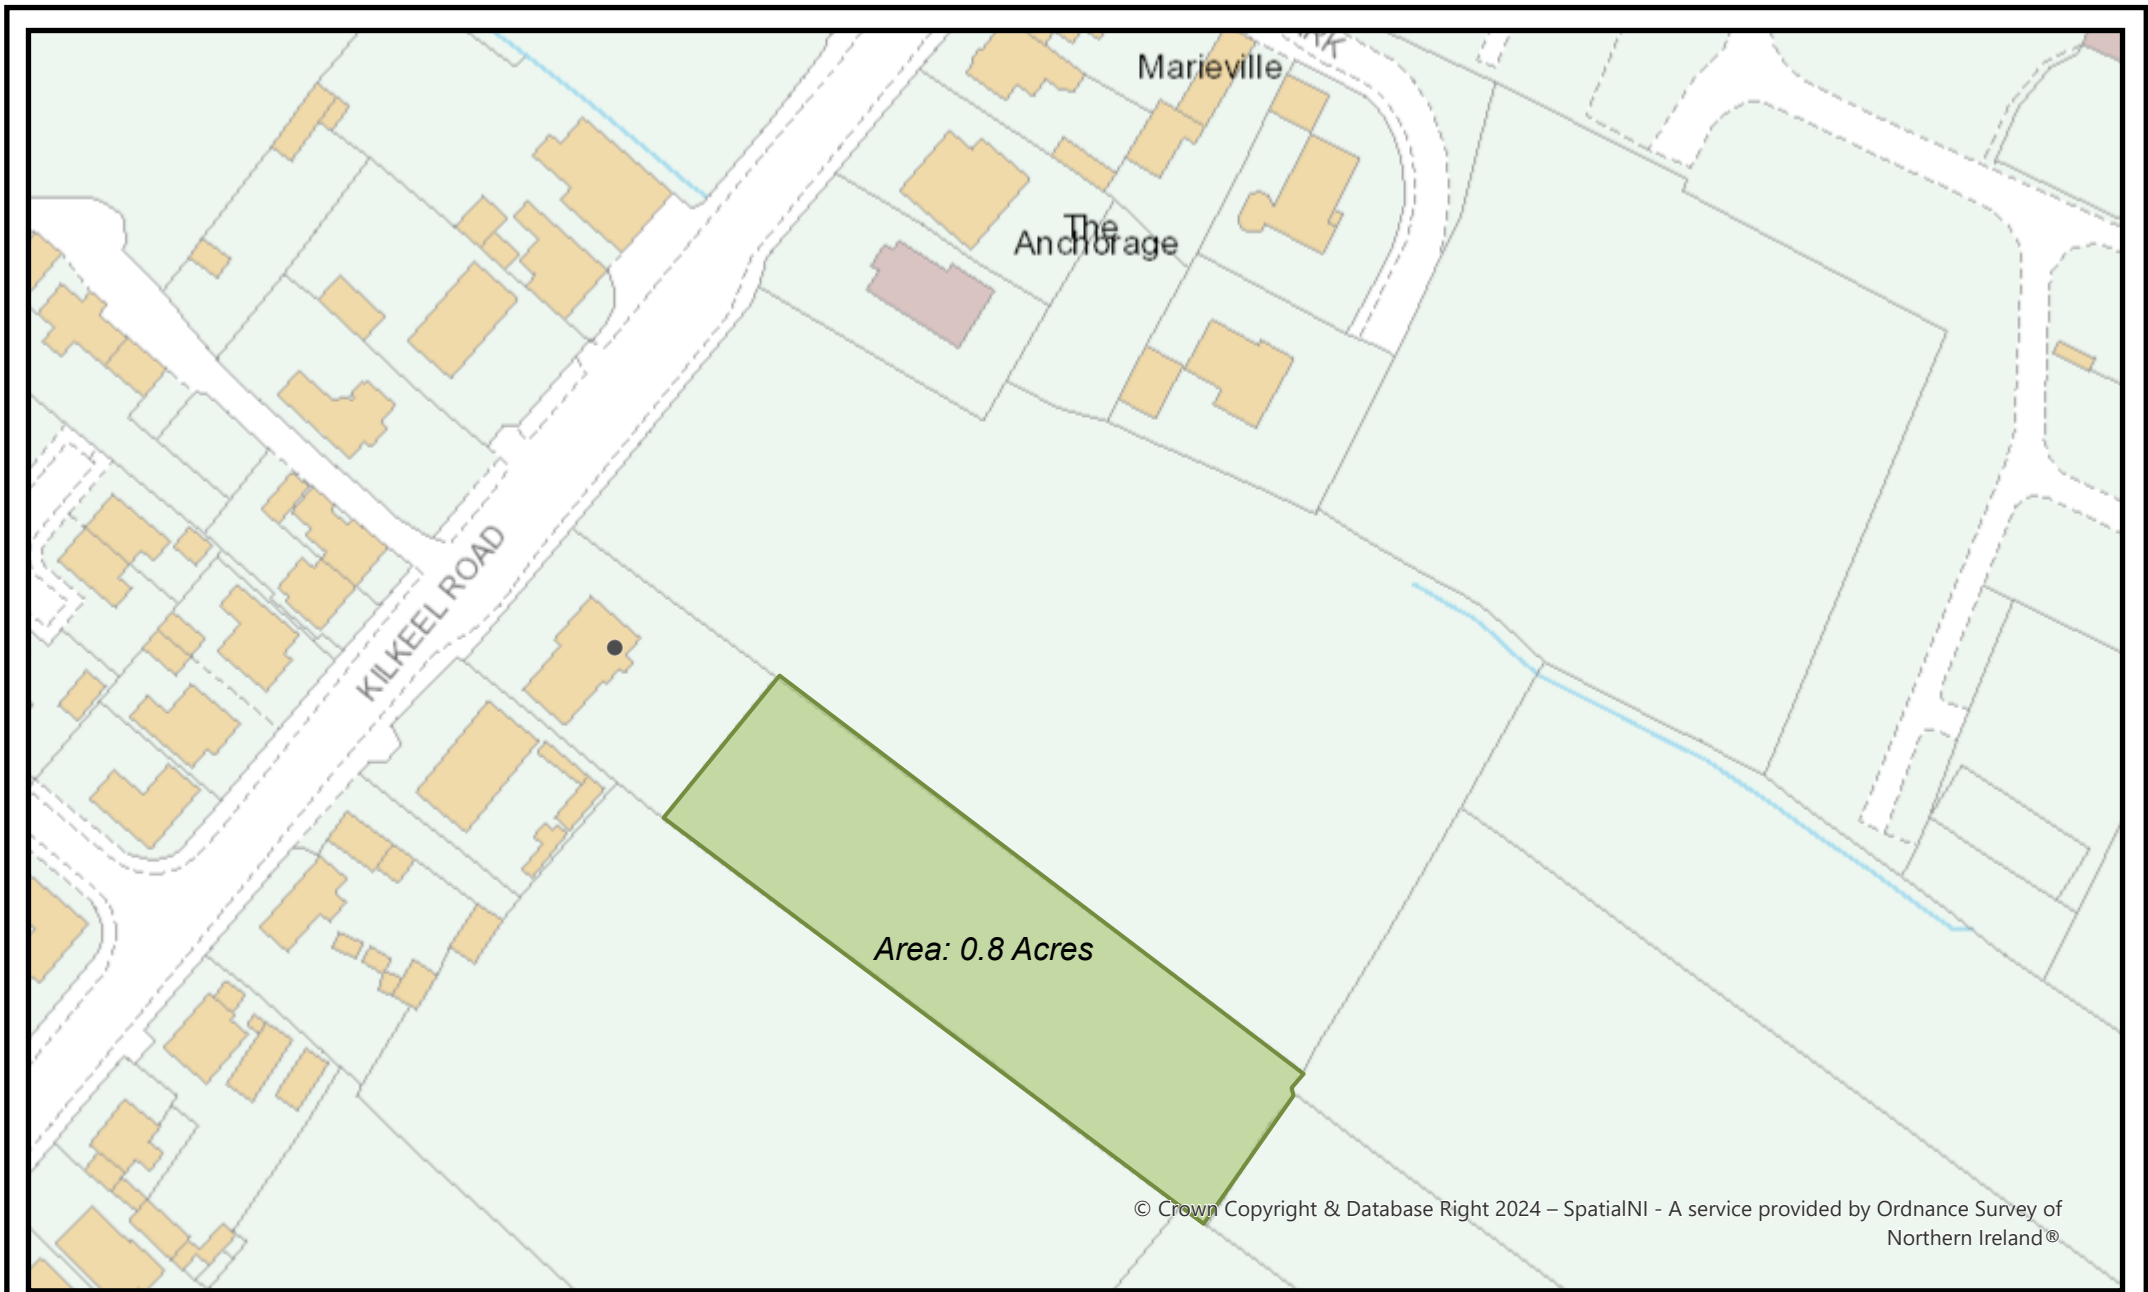 Marieville
The
Anchorage
KILKEEL ROAD
Area: 0.8 Acres
© Crown Copyright & Database Right 2024 – SpatialNI - A service provided by Ordnance Survey of
Northern Ireland®